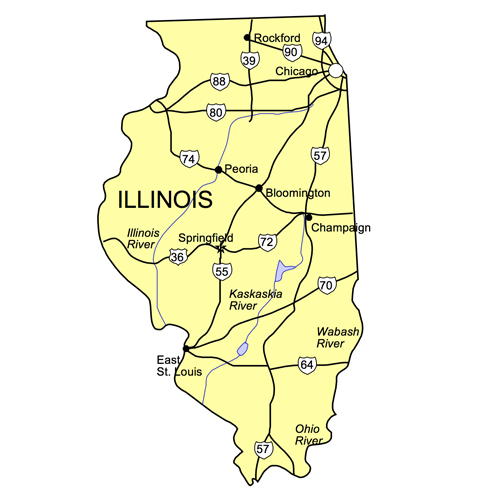 94
Rockford
90
39
Chicago
88
80
57
74
Peoria
ILLINOIS
Bloomington
Illinois
River
Springfield
72
Champaign
36
55
70
Kaskaskia
River
Wabash
River
East
St. Louis
64
Ohio
River
57